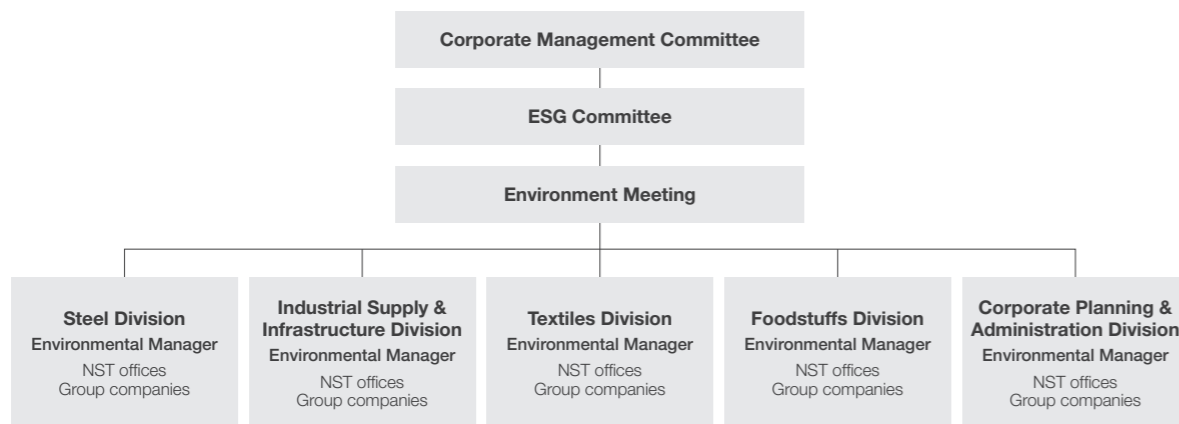 Corporate Management Committee
ESG Committee
Environment Meeting
Steel Division
Environmental Manager
NST offices
Group companies
Industrial Supply &
Infrastructure Division
Environmental Manager
NST offices
Group companies
Textiles Division
Environmental Manager
NST offices
Group companies
Foodstuffs Division
Environmental Manager
NST offices
Group companies
Corporate Planning &
Administration Division
Environmental Manager
NST offices
Group companies